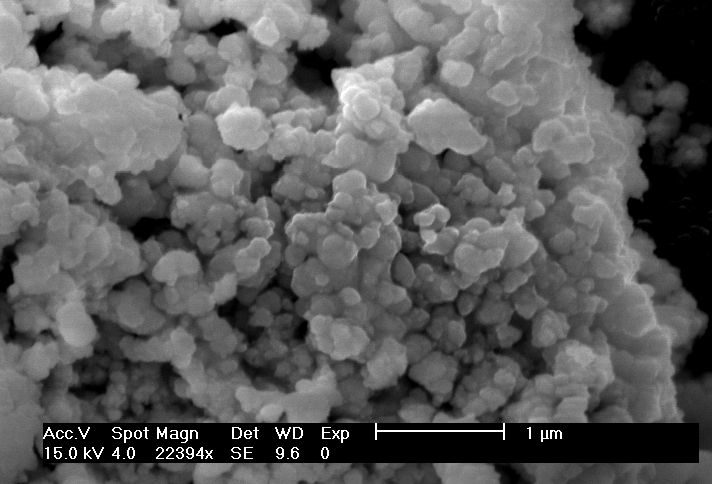 Acc.V Spot Magn Det WD Exp 1 µm
15.0 kV 4.0 22394x SE 9.6 0